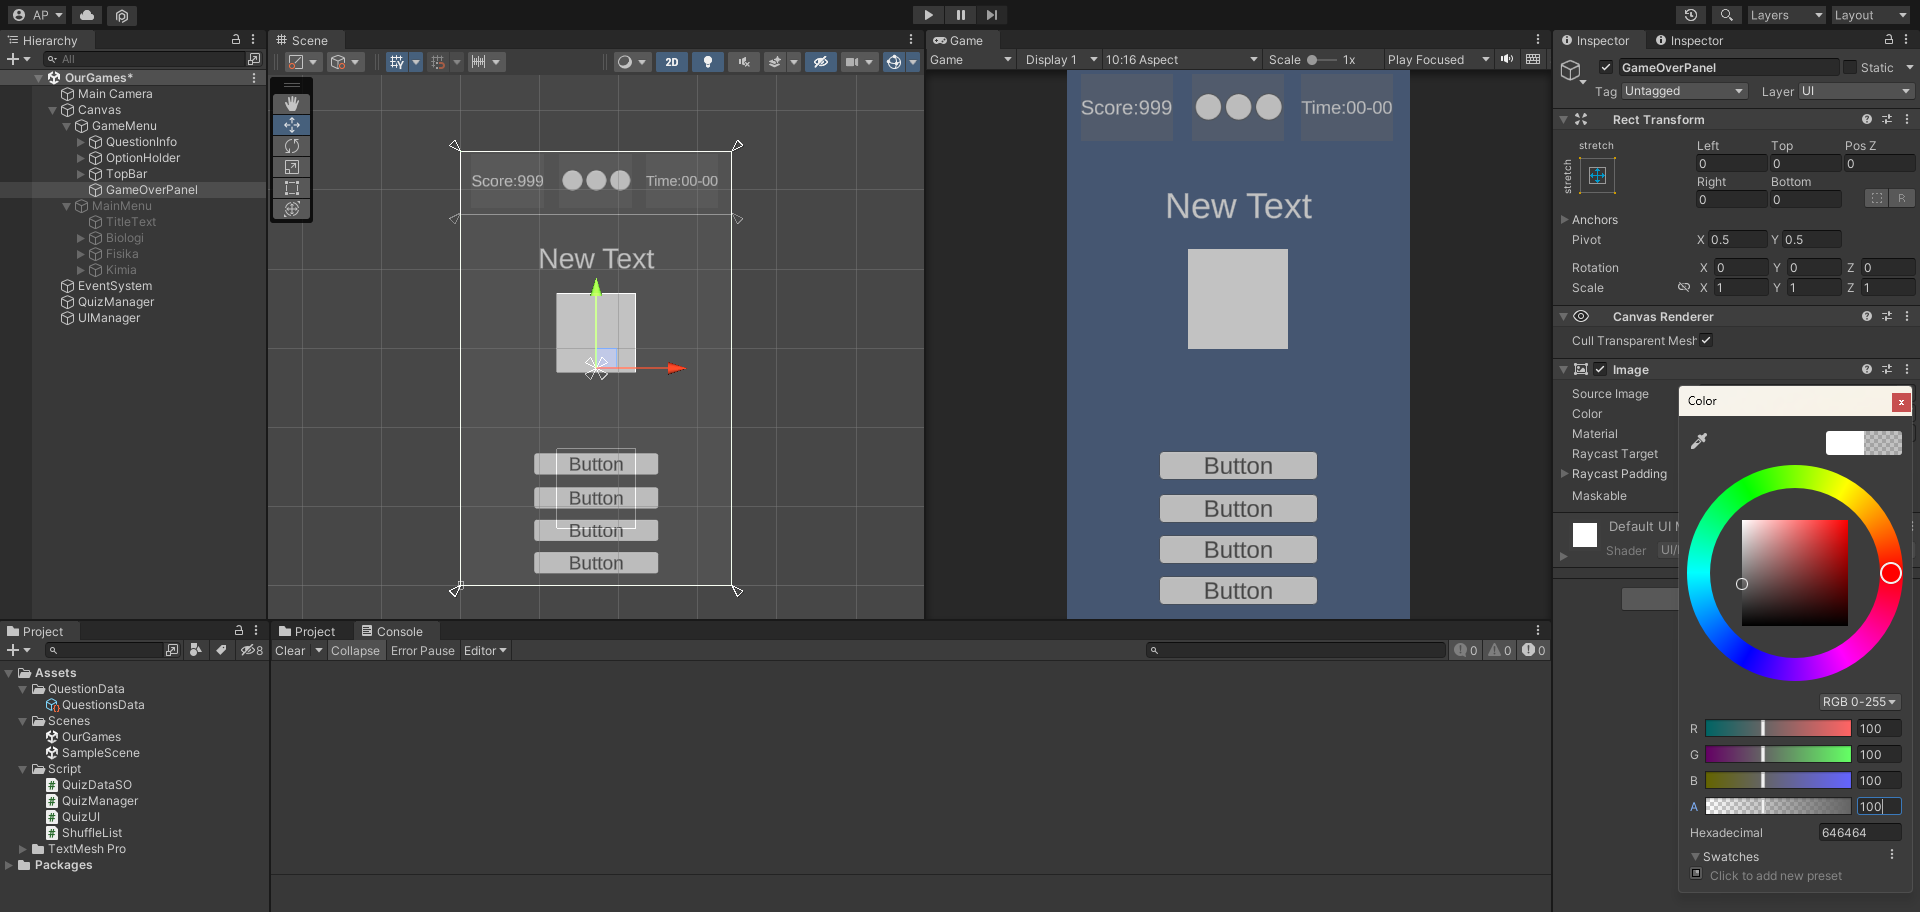 AP
Layers
Layout
Hierarchy
All
OurGames*
Main Camera
Canvas
GameMenu
QuestionInfo
OptionHolder
TopBar
GameOverPanel
MainMenu
TitleText
Biologi
Fisika
Kimia
EventSystem
QuizManager
UIManager
Scene
2D
Score:999
Time:00-00
New Text
Button
Button
Button
Button
Game
Game
Display 1
10:16 Aspect
Scale
1x
Play Focused
Score:999
Time:00-00
New Text
Button
Button
Button
Button
Inspector
Inspector
GameOverPanel
Static
Tag
Untagged
Layer
UI
Rect Transform
stretch
stretch
Left
Top
Pos Z
0
0
0
Right
Bottom
0
0
R
Anchors
Pivot
X 0.5
Y 0.5
Rotation
X 0
Y 0
Z 0
Scale
X 1
Y 1
Z 1
Canvas Renderer
Cull Transparent Mesh
Image
Source Image
Color
Material
Raycast Target
Raycast Padding
Maskable
Default UI M
Shader
UI/
Color
x
RGB 0-255
R
100
G
100
B
100
A
100
Hexadecimal
646464
Swatches
Click to add new preset
Project
8
Assets
QuestionData
QuestionsData
Scenes
OurGames
SampleScene
Script
QuizDataSO
QuizManager
QuizUI
ShuffleList
TextMesh Pro
Packages
Project
Console
Clear
Collapse
Error Pause
Editor
0
0
0